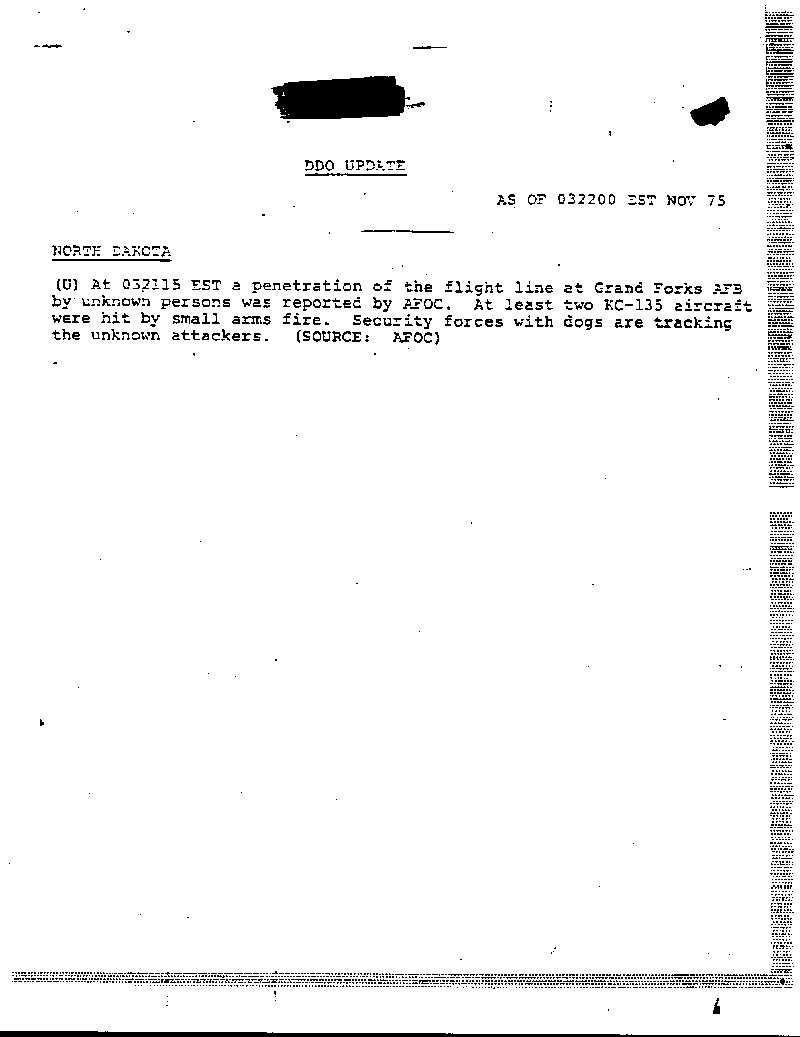 DDO UPDATE
AS OF 032200 EST NOV 75
NORTH DAKOTA
(U) At 032115 EST a penetration of the flight line at Grand Forks AFB
by unknown persons was reported by AFOC. At least two KC-135 aircraft
were hit by small arms fire. Security forces with dogs are tracking
the unknown attackers. (SOURCE: AFOC)